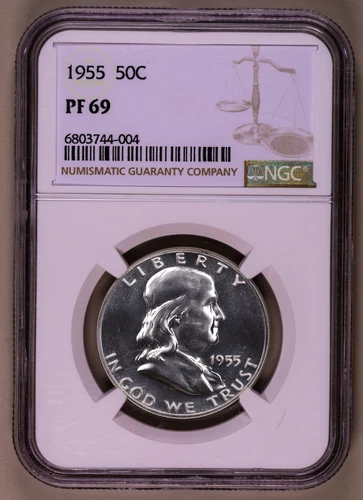 1955 50C
PF 69
6803744-004
NUMISMATIC GUARANTY COMPANY
NGC
LIBERTY
1955
IN GOD WE TRUST